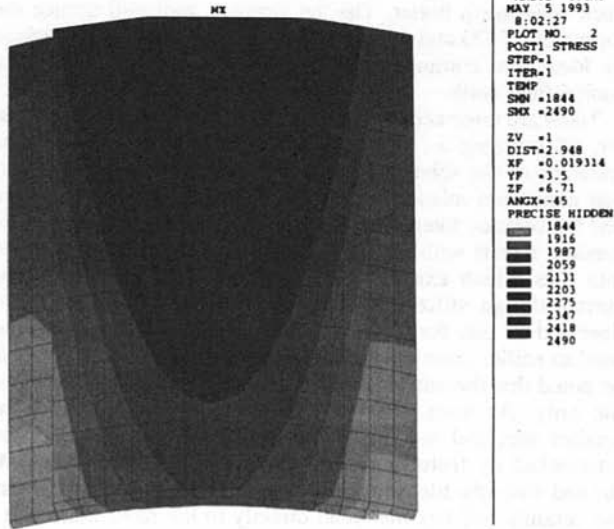 MX
MAY 5 1993
8:02:27
PLOT NO. 2
POST1 STRESS
STEP=1
ITER=1
TEMP
SMN =1844
SMX =2490
ZV =1
DIST=2.948
XF =0.019314
YF =3.5
ZF =6.71
ANGX=-45
PRECISE HIDDEN
1844
1916
1987
2059
2131
2203
2275
2347
2418
2490